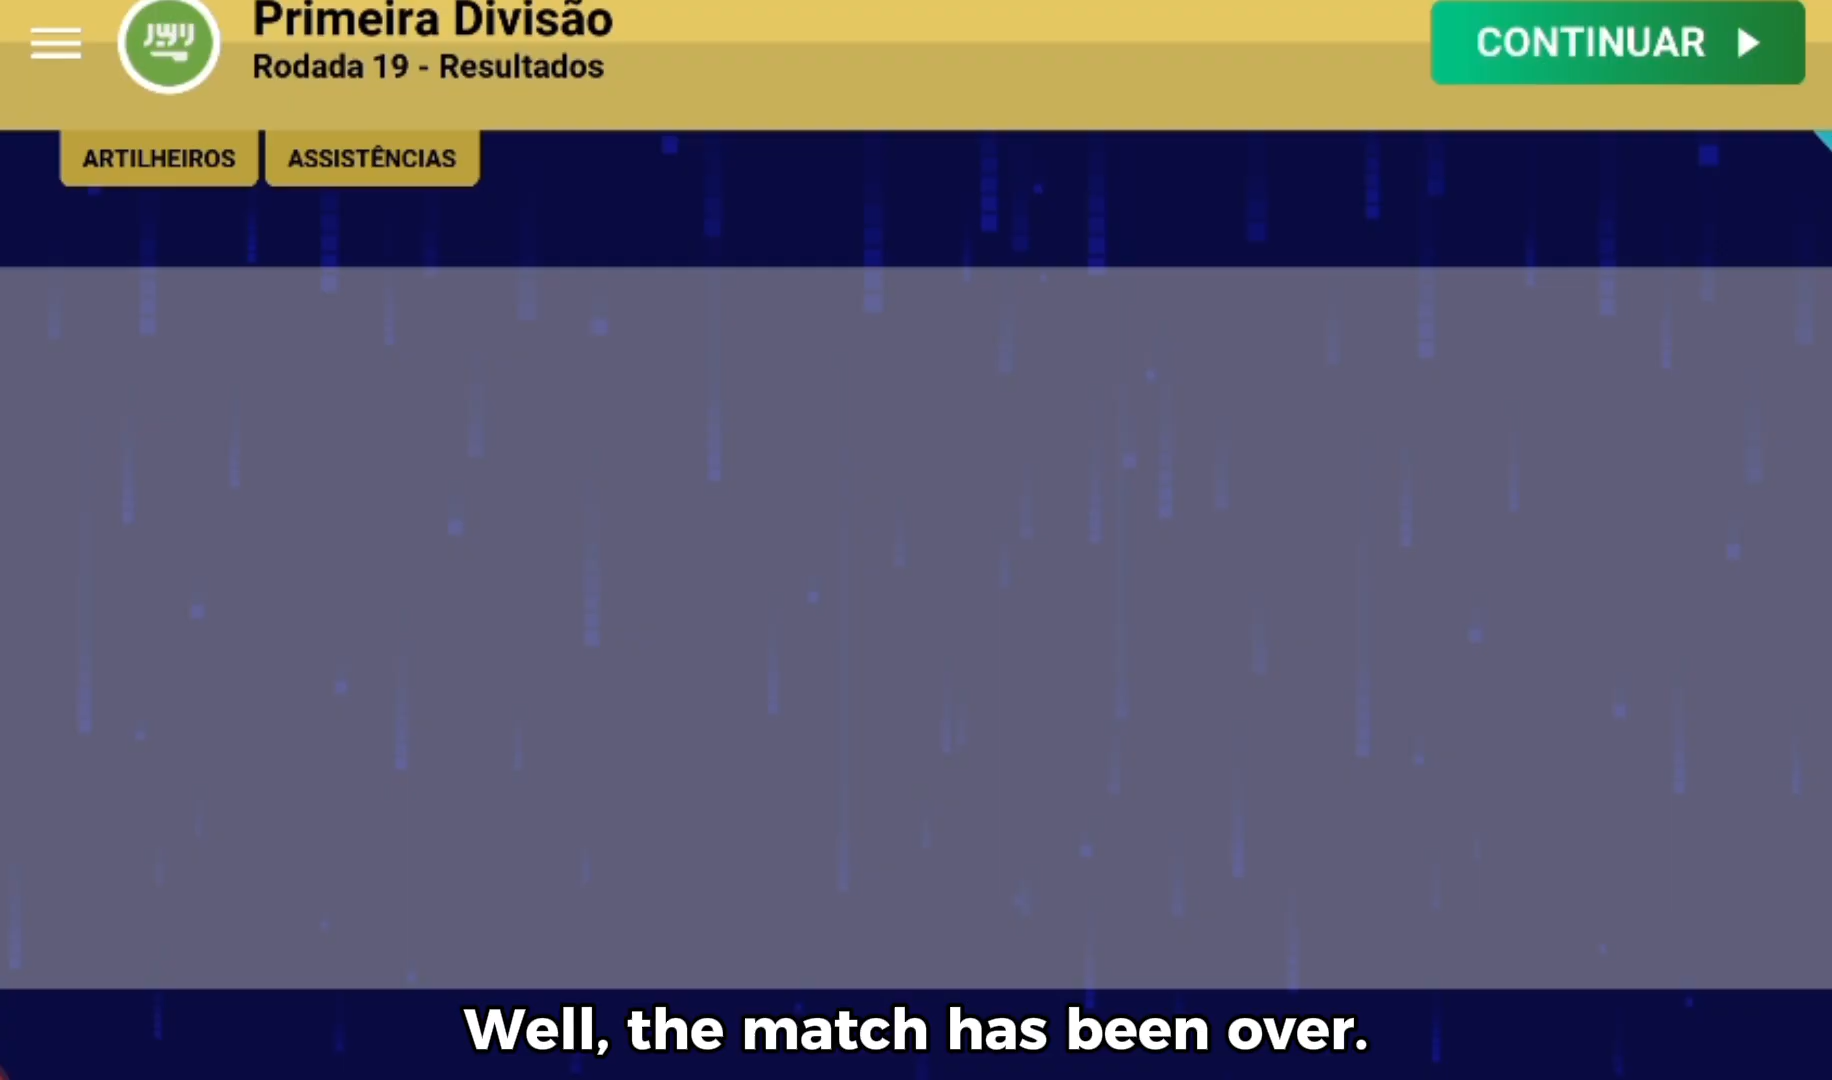 Primeira Divisão
Rodada 19 - Resultados
CONTINUAR
ARTILHEIROS
ASSISTÊNCIAS
Well, the match has been over.